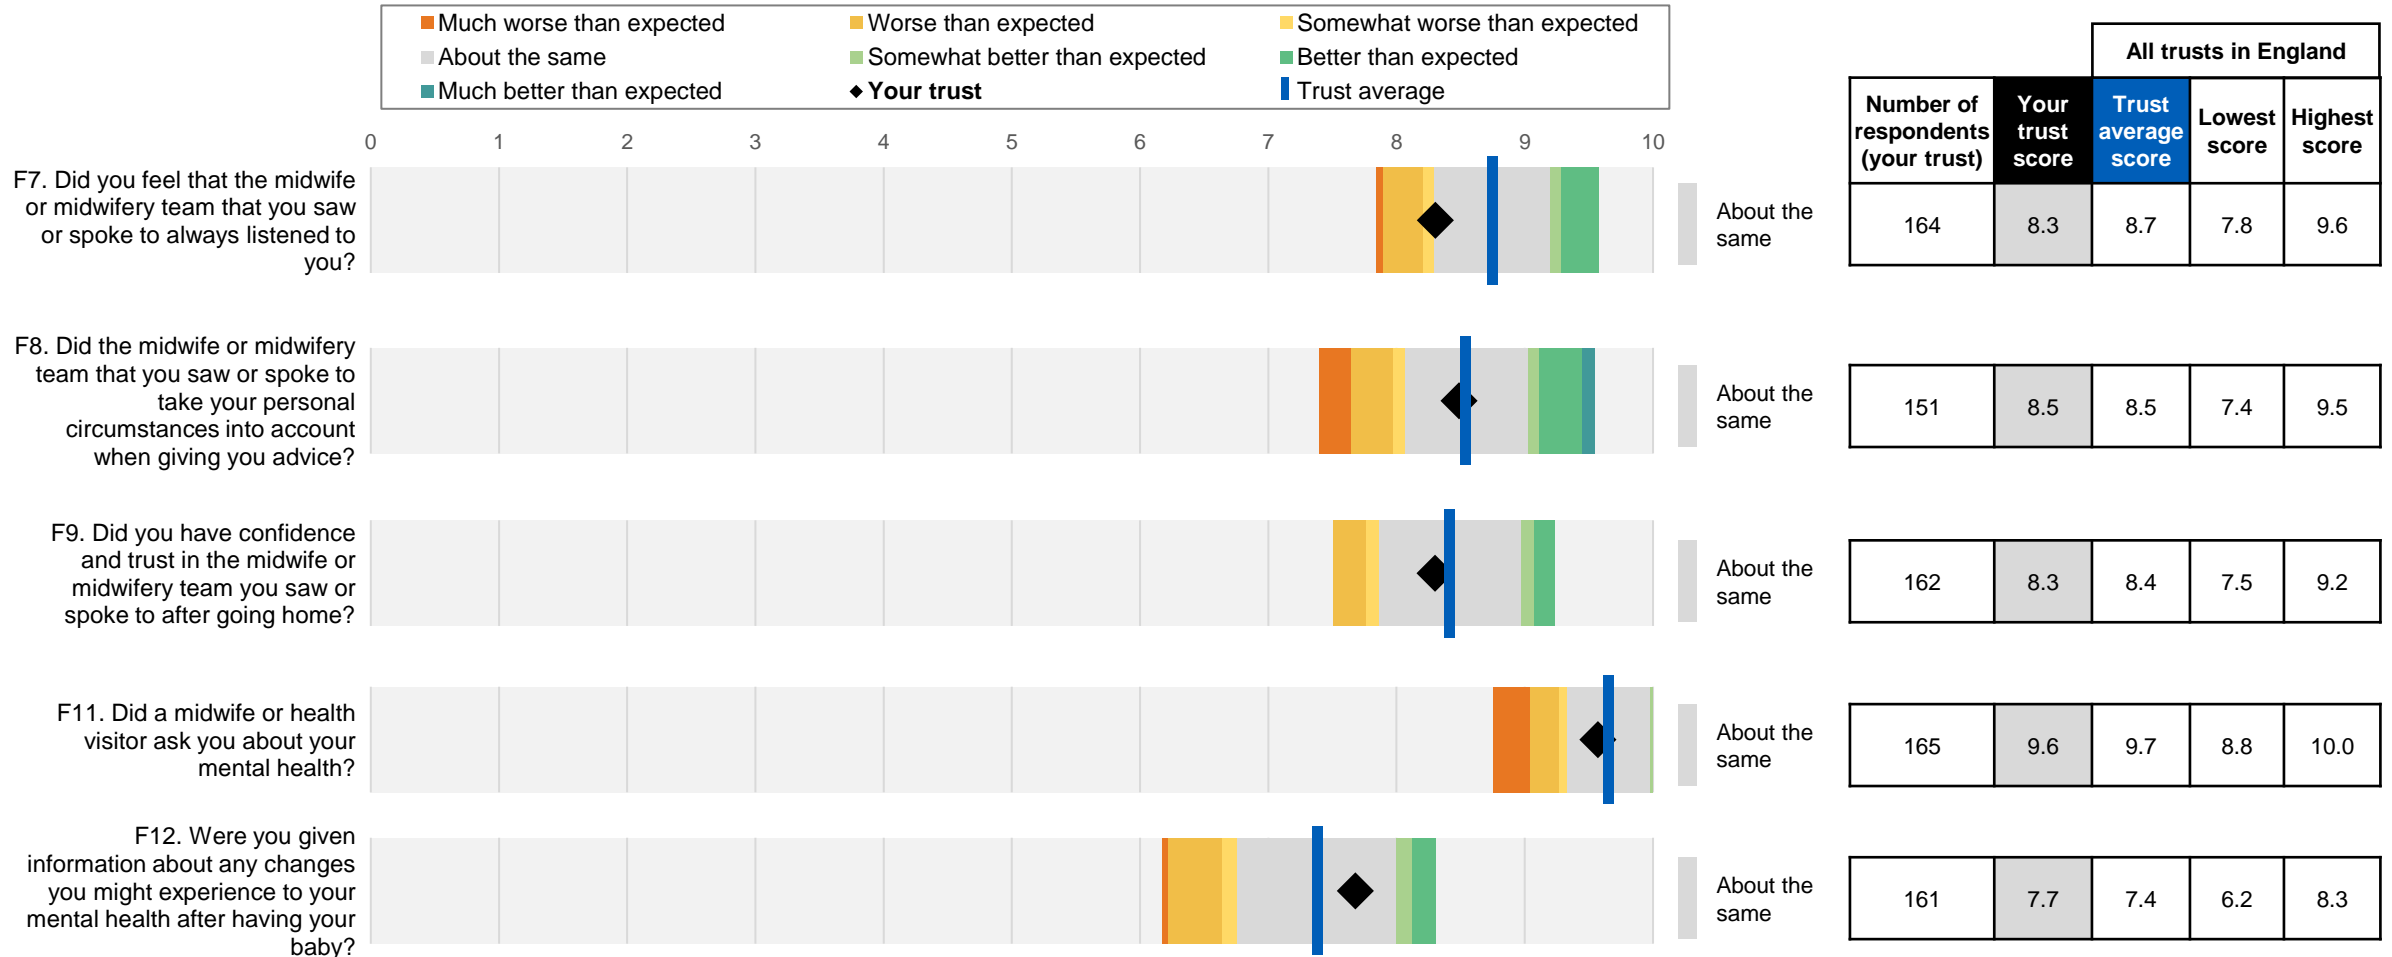 Much worse than expected
Worse than expected
Somewhat worse than expected
About the same
Somewhat better than expected
Better than expected
Much better than expected
Your trust
Trust average
All trusts in England
Number of
respondents
(your trust)
Your
trust
score
Trust
average
score
Lowest
score
Highest
score
0 1 2 3 4 5 6 7 8 9 10
F7. Did you feel that the midwife
or midwifery team that you saw
or spoke to always listened to
you?
About the
same
164 8.3 8.7 7.8 9.6
F8. Did the midwife or midwifery
team that you saw or spoke to
take your personal
circumstances into account
when giving you advice?
About the
same
151 8.5 8.5 7.4 9.5
F9. Did you have confidence
and trust in the midwife or
midwifery team you saw or
spoke to after going home?
About the
same
162 8.3 8.4 7.5 9.2
F11. Did a midwife or health
visitor ask you about your
mental health?
About the
same
165 9.6 9.7 8.8 10.0
F12. Were you given
information about any changes
you might experience to your
mental health after having your
baby?
About the
same
161 7.7 7.4 6.2 8.3